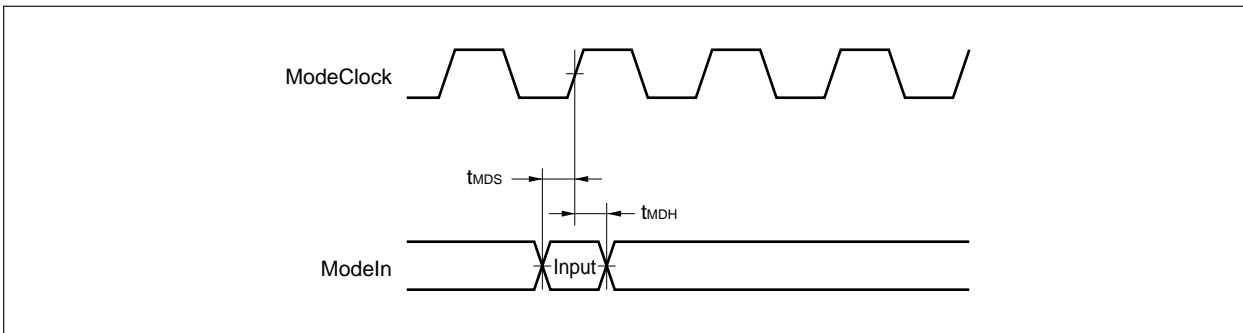 ModeClock
tMDS
tMDH
ModeIn
Input